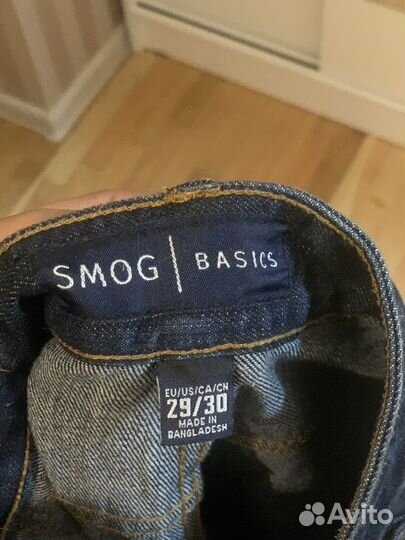 SMOG | BASICS
EU/US/CA/CN
29/30
MADE IN
BANGLADESH
Avito